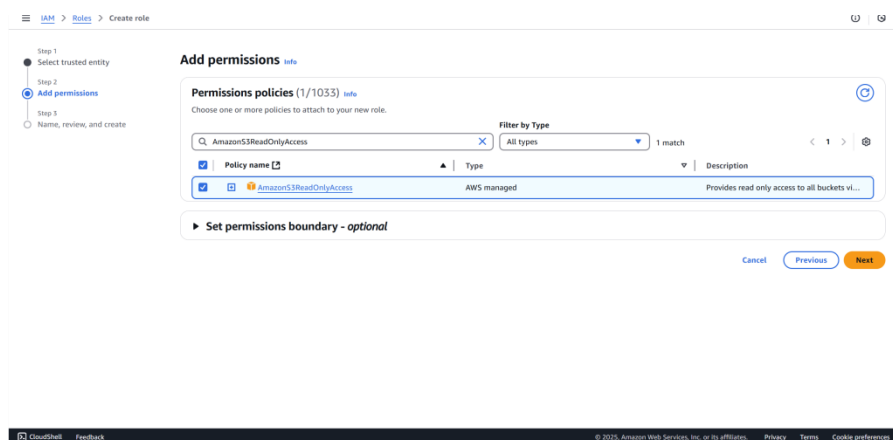 IAM > Roles > Create role
Step 1
Select trusted entity
Step 2
Add permissions
Step 3
Name, review, and create
Add permissions Info
Permissions policies (1/1033) Info
Choose one or more policies to attach to your new role.
Filter by Type
AmazonS3ReadOnlyAccess All types 1 match 1
Policy name Type Description
AmazonS3ReadOnlyAccess AWS managed Provides read only access to all buckets vi...
Set permissions boundary - optional
Cancel Previous Next
CloudShell Feedback © 2025, Amazon Web Services, Inc. or its affiliates. Privacy Terms Cookie preferences